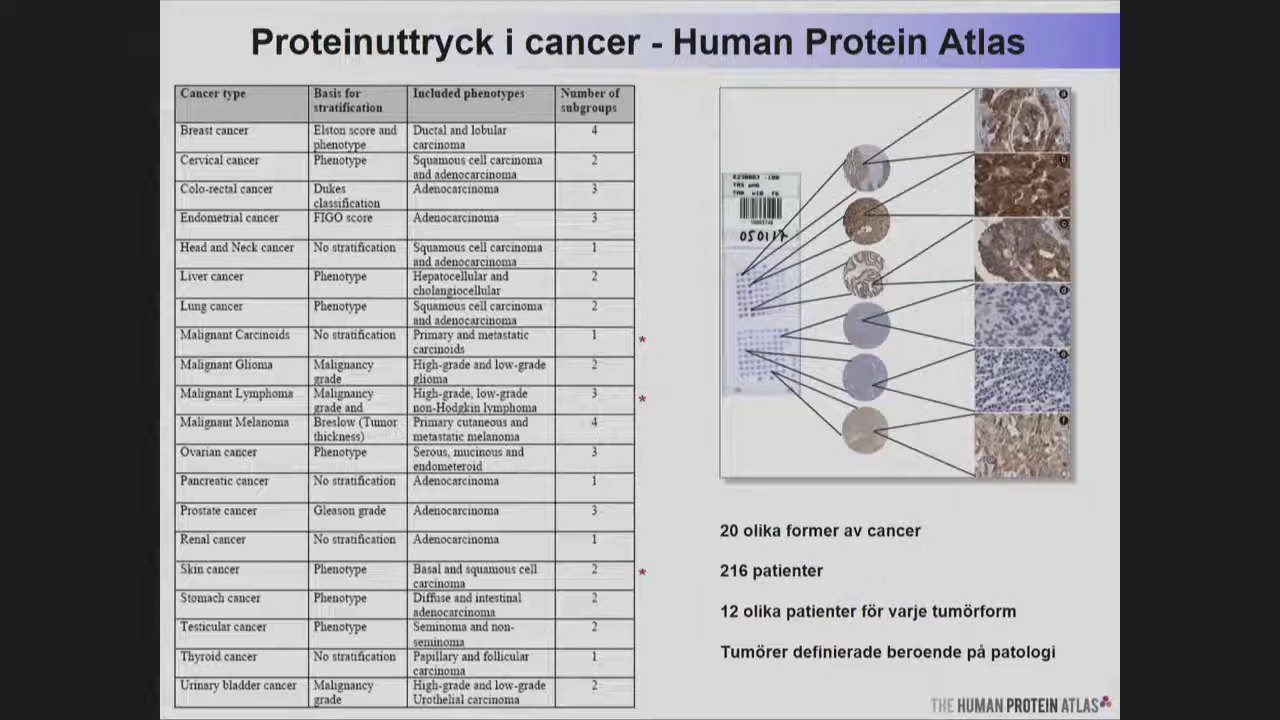 Proteinuttryck i cancer - Human Protein Atlas
Cancer type
Basis for
stratification
Included phenotypes
Number of
subgroups
Breast cancer
Elston score and
phenotype
Ductal and lobular
carcinoma
4
Cervical cancer
Phenotype
Squamous cell carcinoma
and adenocarcinoma
2
Colo-rectal cancer
Dukes
classification
Adenocarcinoma
3
Endometrial cancer
FIGO score
Adenocarcinoma
3
Head and Neck cancer
No stratification
Squamous cell carcinoma
and adenocarcinoma
1
Liver cancer
Phenotype
Hepatocellular and
cholangiocellular
2
Lung cancer
Phenotype
Squamous cell carcinoma
and adenocarcinoma
2
Malignant Carcinoids
No stratification
Primary and metastatic
carcinoids
1
*
Malignant Glioma
Malignancy
grade
High-grade and low-grade
glioma
2
Malignant Lymphoma
Malignancy
grade and
High-grade, low-grade
non-Hodgkin lymphoma
3
*
Malignant Melanoma
Breslow (Tumor
thickness)
Primary cutaneous and
metastatic melanoma
4
Ovarian cancer
Phenotype
Serous, mucinous and
endometeroid
3
Pancreatic cancer
No stratification
Adenocarcinoma
1
Prostate cancer
Gleason grade
Adenocarcinoma
3
Renal cancer
No stratification
Adenocarcinoma
1
Skin cancer
Phenotype
Basal and squamous cell
carcinoma
2
*
Stomach cancer
Phenotype
Diffuse and intestinal
adenocarcinoma
2
Testicular cancer
Phenotype
Seminoma and non-
seminoma
2
Thyroid cancer
No stratification
Papillary and follicular
carcinoma
1
Urinary bladder cancer
Malignancy
grade
High-grade and low-grade
Urothelial carcinoma
2
050117
a
b
c
d
e
f
20 olika former av cancer
216 patienter
12 olika patienter för varje tumörform
Tumörer definierade beroende på patologi
THE HUMAN PROTEIN ATLAS